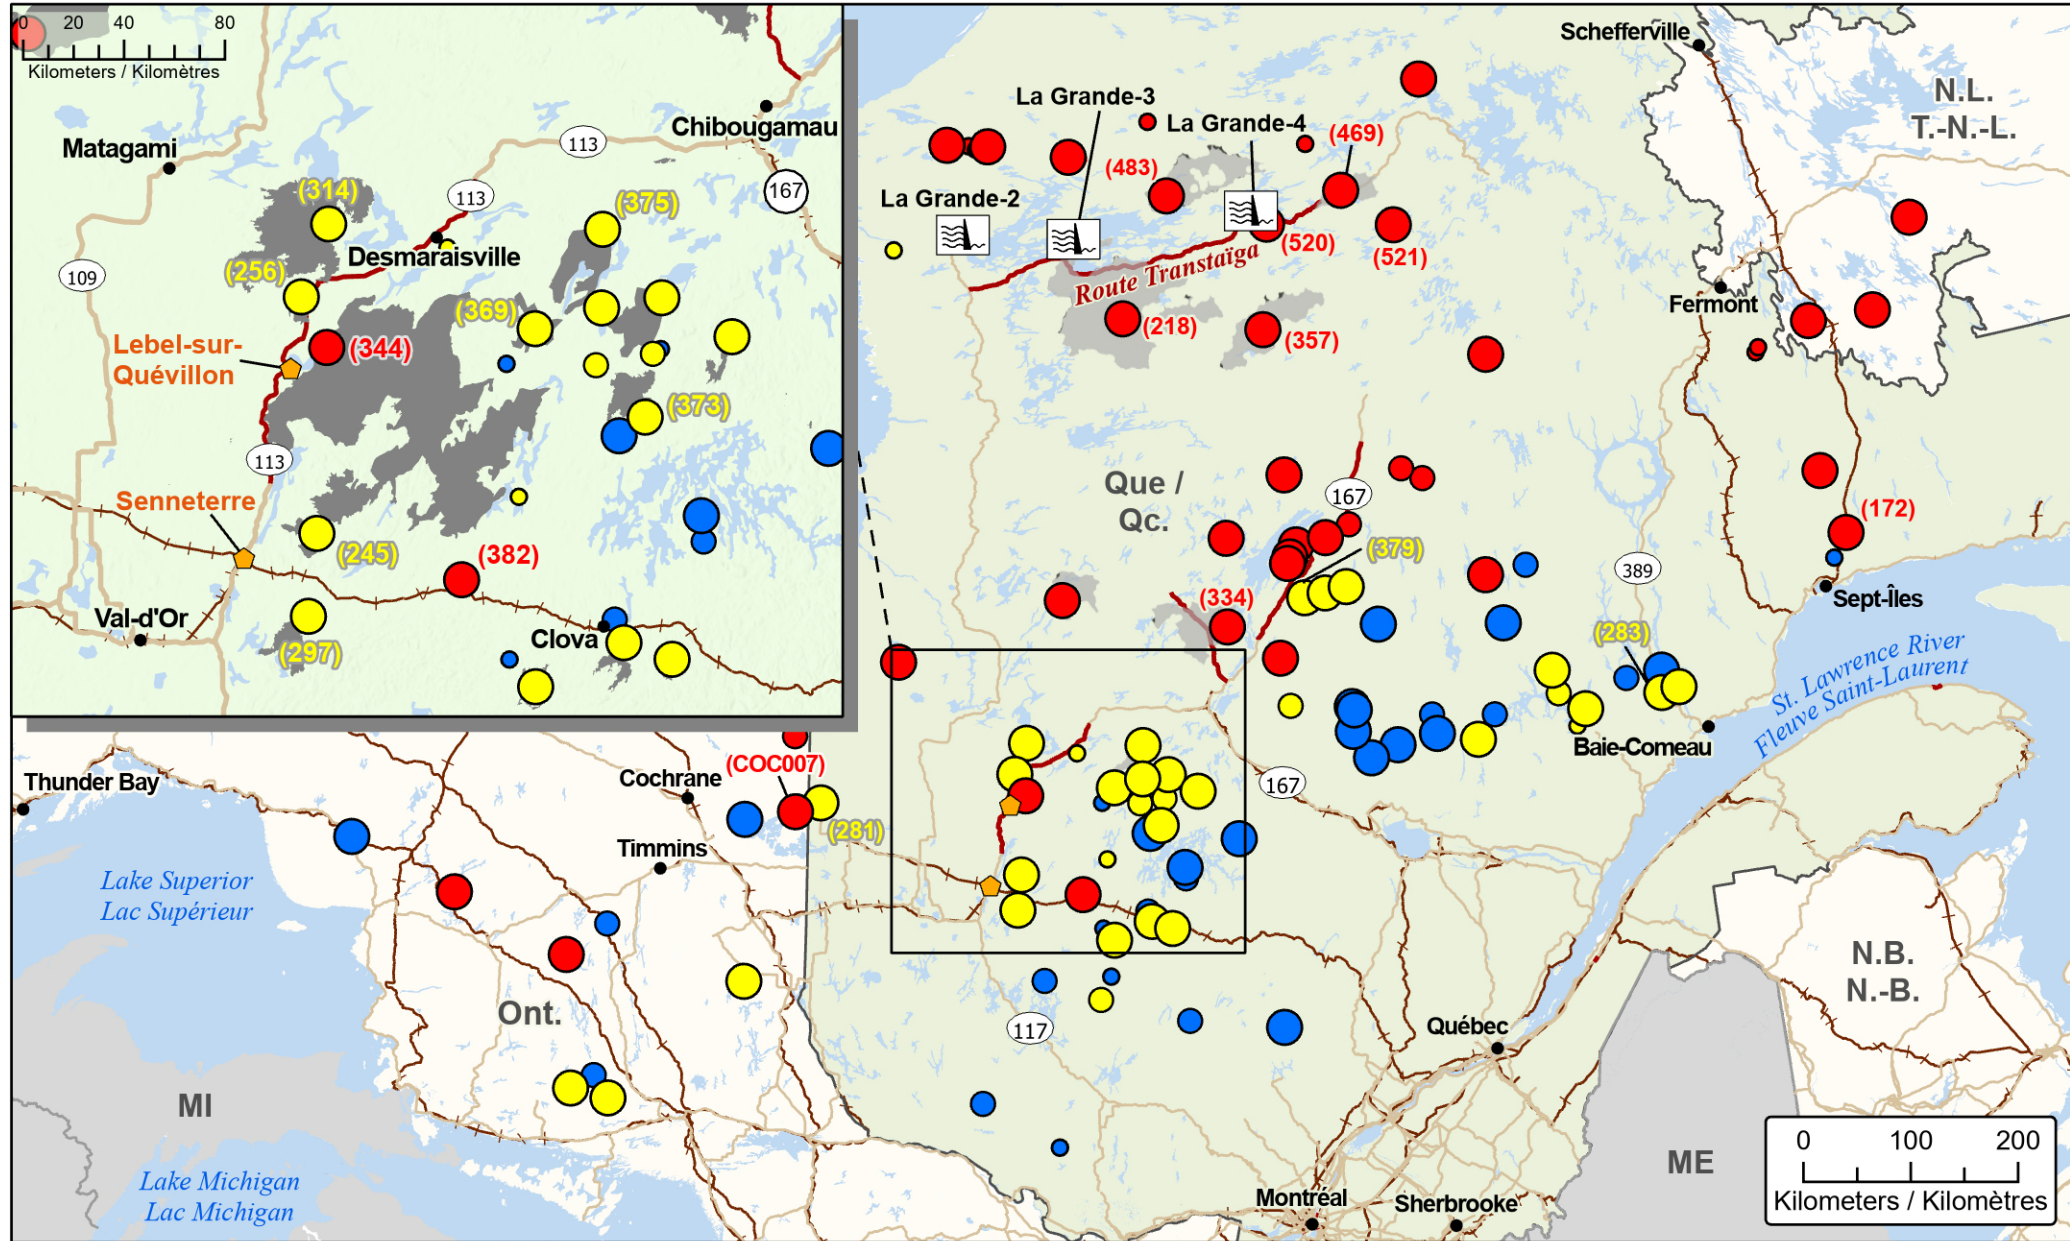 0 20 40 80
Kilometers / Kilomètres
Matagami
Chibougamau
113
167
(314)
113
(375)
Desmaraisville
(256)
109
(369)
Lebel-sur-
Quévillon
(344)
(373)
113
Senneterre
(245)
(382)
Val-d'Or
Clova
(297)
Schefferville
N.L.
T.-N.-L.
La Grande-3
La Grande-4
(469)
(483)
La Grande-2
(520)
(521)
Route Transtaïga
Fermont
(218)
(357)
Que /
Qc.
167
(172)
(379)
389
Sept-Îles
(334)
(283)
St. Lawrence River
Fleuve Saint-Laurent
Baie-Comeau
Thunder Bay
Cochrane
(COC007)
167
(281)
Timmins
Lake Superior
Lac Supérieur
Ont.
117
N.B.
N.-B.
Québec
MI
ME
Lake Michigan
Lac Michigan
Montréal
Sherbrooke
0 100 200
Kilometers / Kilomètres